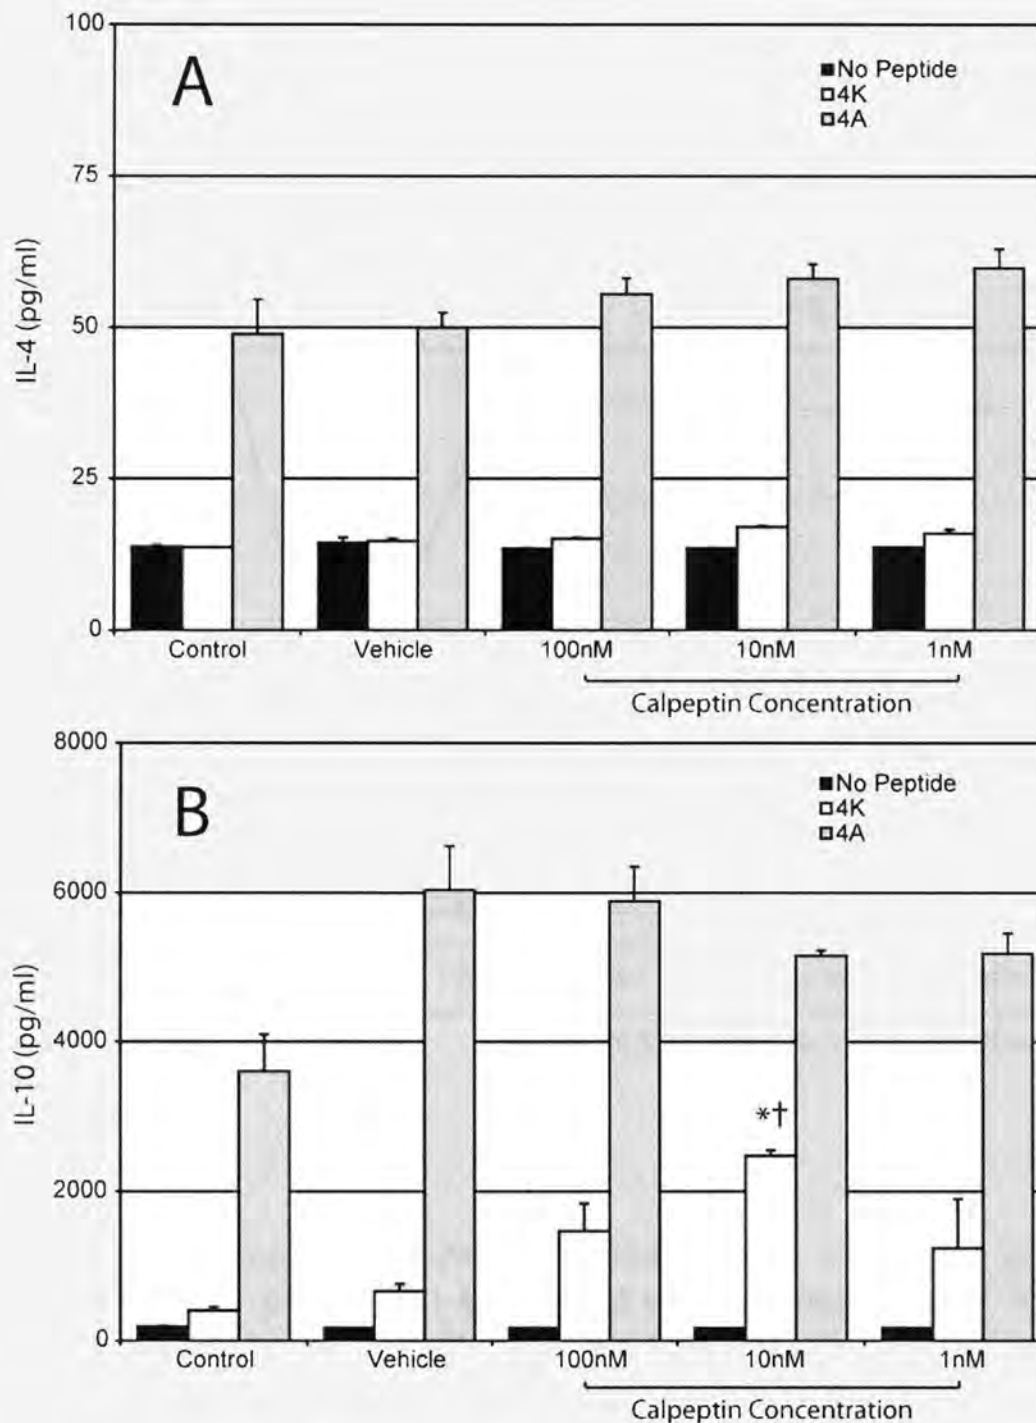 100
A
No Peptide
4K
4A
75
IL-4 (pg/ml)
50
25
0
Control Vehicle 100nM 10nM 1nM
Calpeptin Concentration
8000
B
No Peptide
4K
4A
6000
IL-10 (pg/ml)
4000
*†
2000
0
Control Vehicle 100nM 10nM 1nM
Calpeptin Concentration